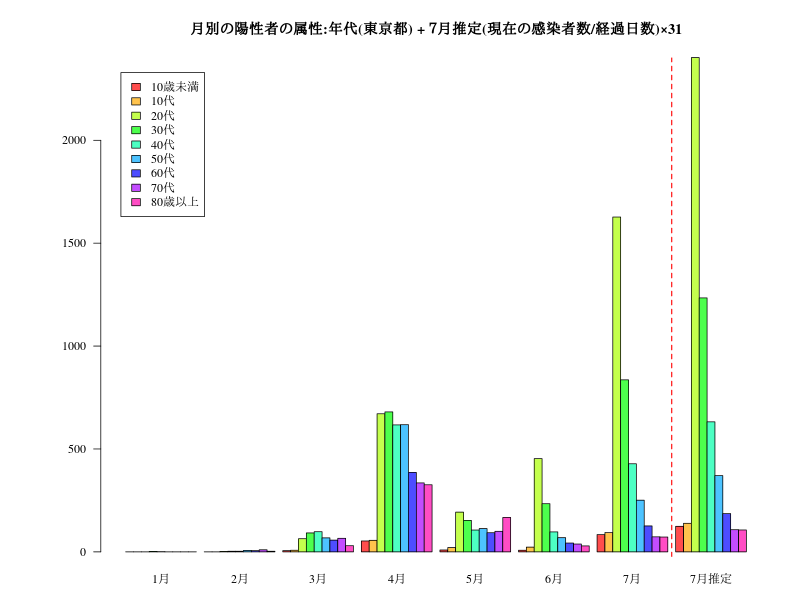 月別の陽性者の属性:年代(東京都) + 7月推定(現在の感染者数/経過日数)×31
10歳未満
10代
20代
30代
40代
50代
60代
70代
80歳以上
2000
1500
1000
500
0
1月 2月 3月 4月 5月 6月 7月 7月推定